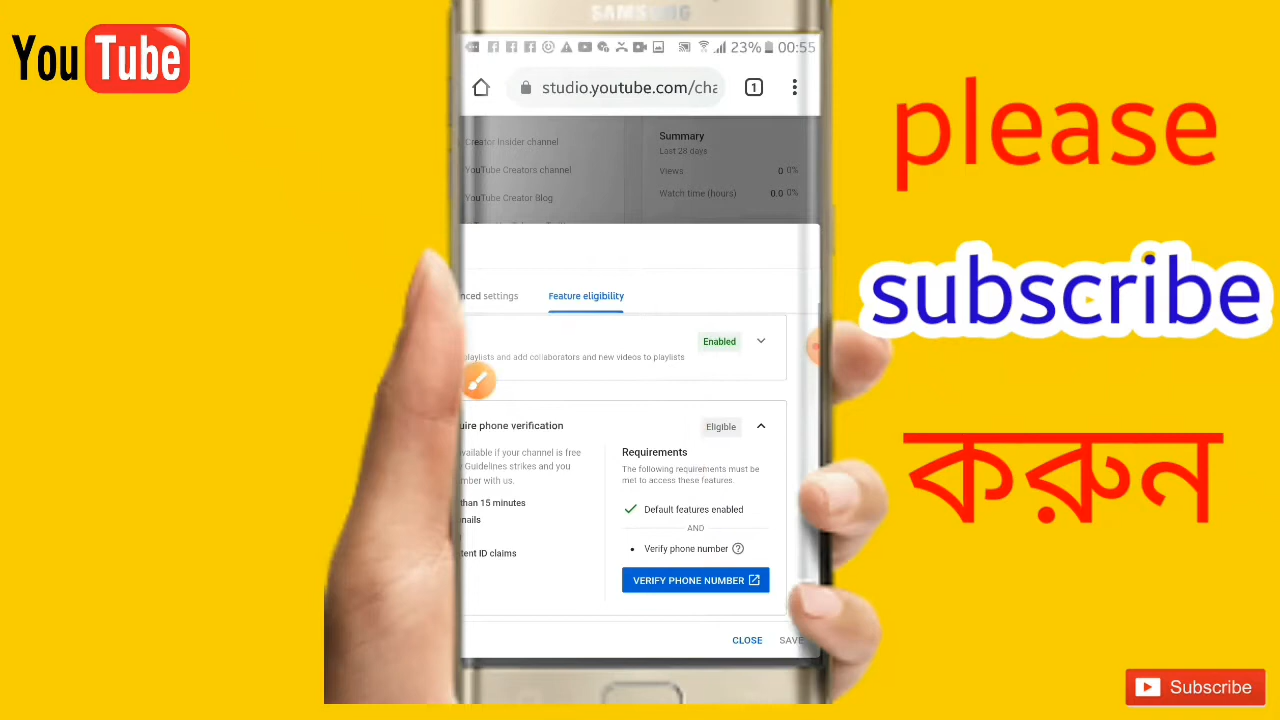 YouTube
SAMSUNG
23% 00:55
studio.youtube.com/cha
1
Creator Insider channel
YouTube Creators channel
YouTube Creator Blog
Summary
Last 28 days
Views 0 0%
Watch time (hours) 0.0 0%
nced settings
Feature eligibility
Enabled
playlists and add collaborators and new videos to playlists
uire phone verification
Eligible
vailable if your channel is free
Guidelines strikes and you
mber with us.
than 15 minutes
nails
tent ID claims
Requirements
The following requirements must be
met to access these features.
Default features enabled
AND
Verify phone number
VERIFY PHONE NUMBER
CLOSE
SAVE
please
subscribe
করুন
Subscribe